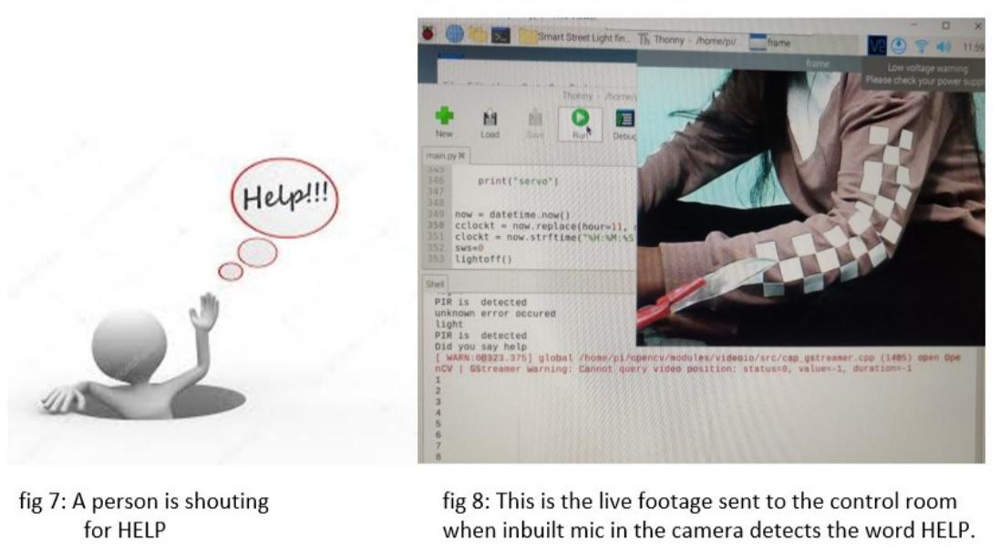 Help!!!
Smart Street Light fin...
Thonny - /home/pi/...
frame
V2
11:59
frame
Low voltage warning
Please check your power suppl
Thonny - /home/
New
Load
Save
Run
Debug
main.py
345
346 print("servo")
347
348
349 now = datetime.now()
350 cclockt = now.replace(hour=11,
351 clockt = now.strftime("%H:%M:%S
352 sws=0
353 lightoff()
Shell
PIR is detected
unknown error occured
light
PIR is detected
Did you say help
[ WARN:0@323.375] global /home/pi/opencv/modules/videoio/src/cap_gstreamer.cpp (1405) open Ope
nCV | GStreamer warning: Cannot query video position: status=0, value=-1, duration=-1
1
2
3
4
5
6
7
8
fig 7: A person is shouting
for HELP
fig 8: This is the live footage sent to the control room
when inbuilt mic in the camera detects the word HELP.